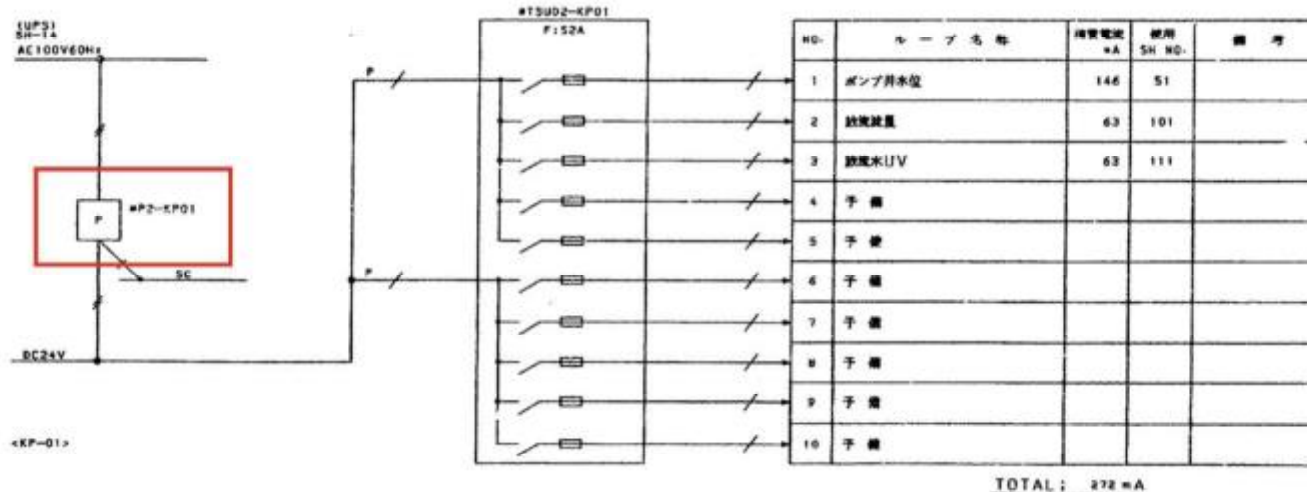 #TSUD2-KP01
F:52A
(UPS)
SH-14
AC100V60Hz
P
#P2-KP01
SC
DC24V
<KP-01>
P
P
NO. ループ名称 消費電流 mA 使用 SH NO. 備考
1 ポンプ井水位 146 51
2 放流流量 63 101
3 放流水UV 63 111
4 予備
5 予備
6 予備
7 予備
8 予備
9 予備
10 予備
TOTAL; 272mA